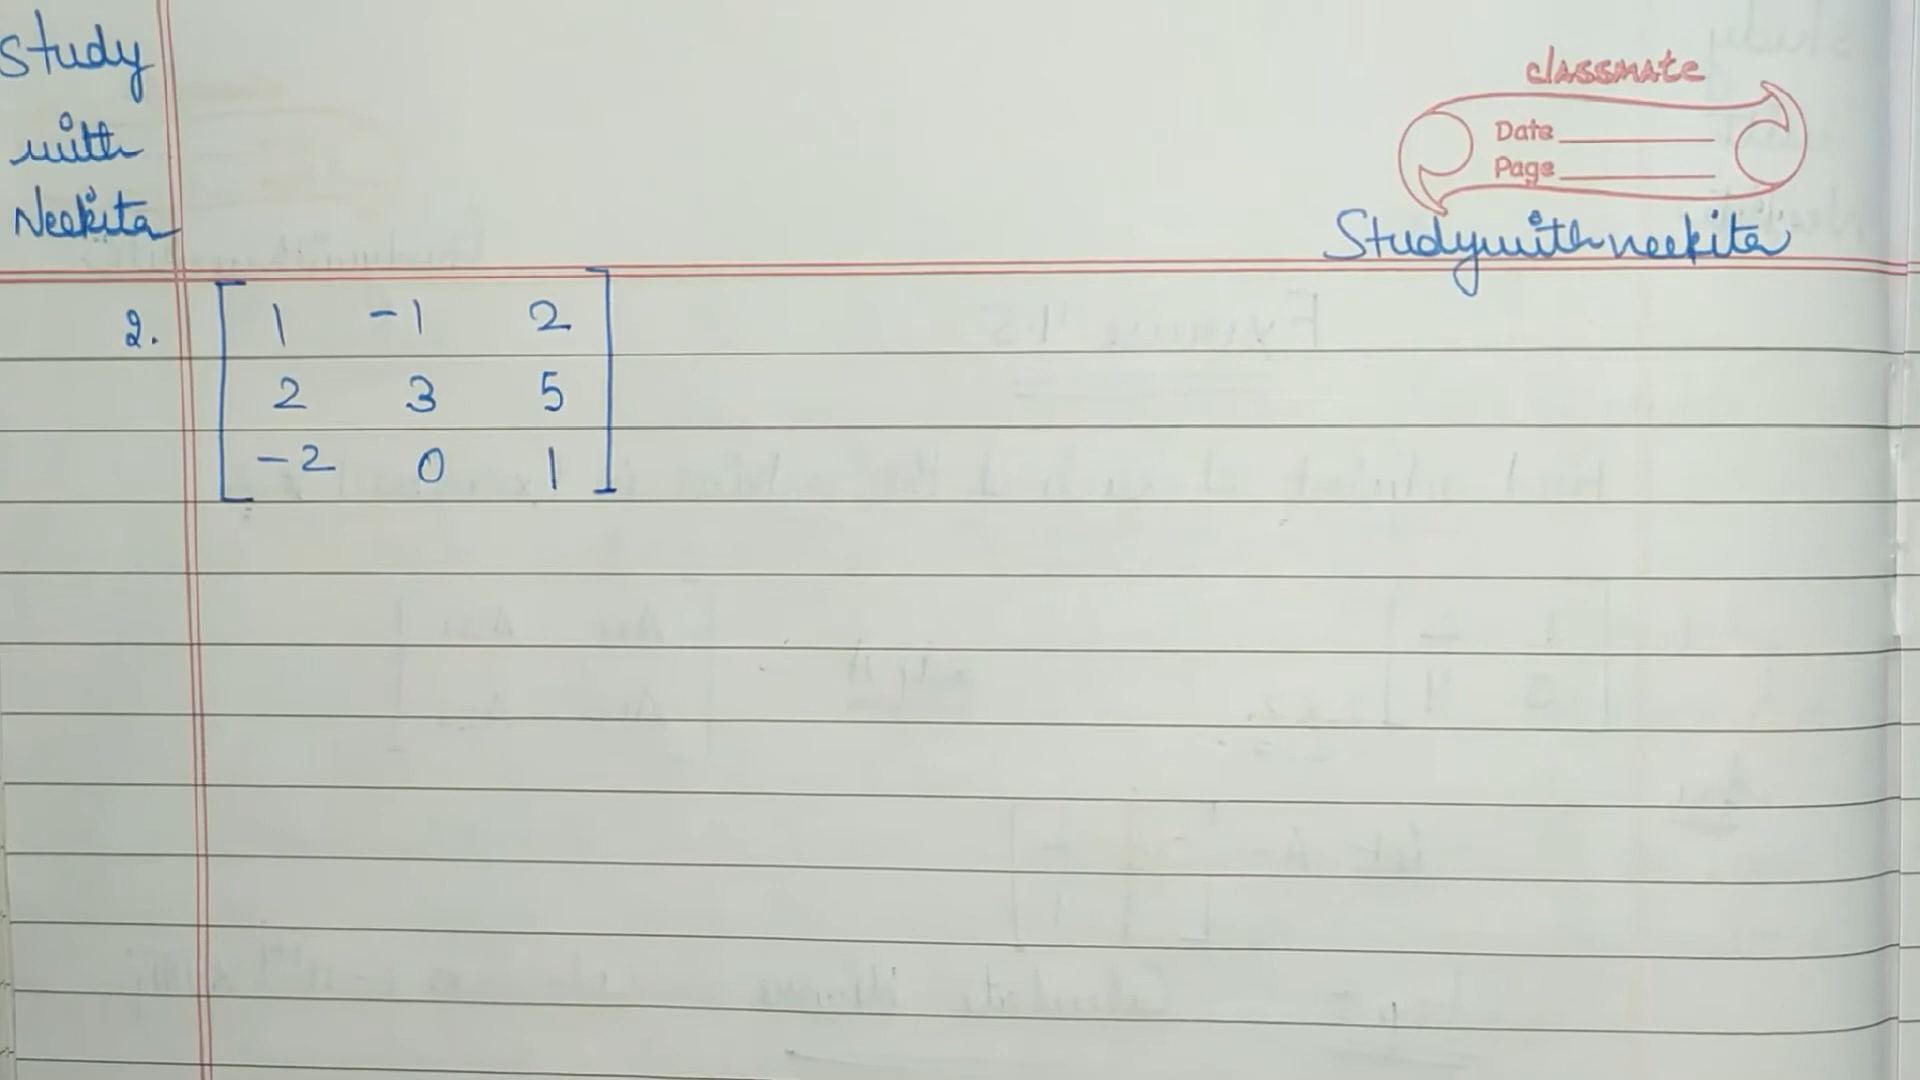 Study
with
Neekita
classmate
Date
Page
Studywithneekita
2. 1 -1 2
2 3 5
-2 0 1